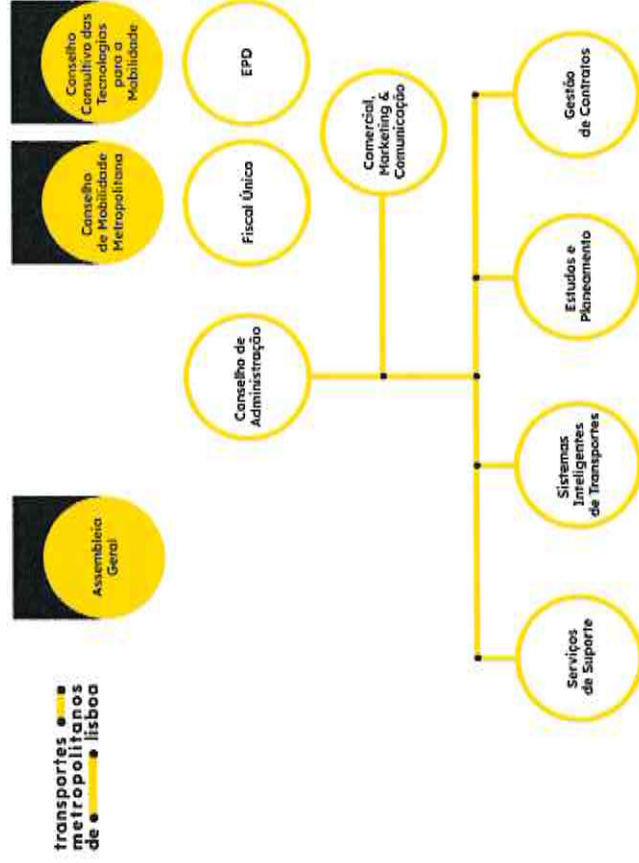 transportes
metropolitanos
de lisboa
Assembleia
Geral
Conselho
de Mobilidade
Metropolitana
Conselho
Consultivo das
Tecnologias
para a
Mobilidade
Conselho de
Administração
Fiscal Único
EPD
Comercial,
Marketing &
Comunicação
Serviços
de Suporte
Sistemas
Inteligentes
de Transportes
Estudos e
Planeamento
Gestão
de Contratos